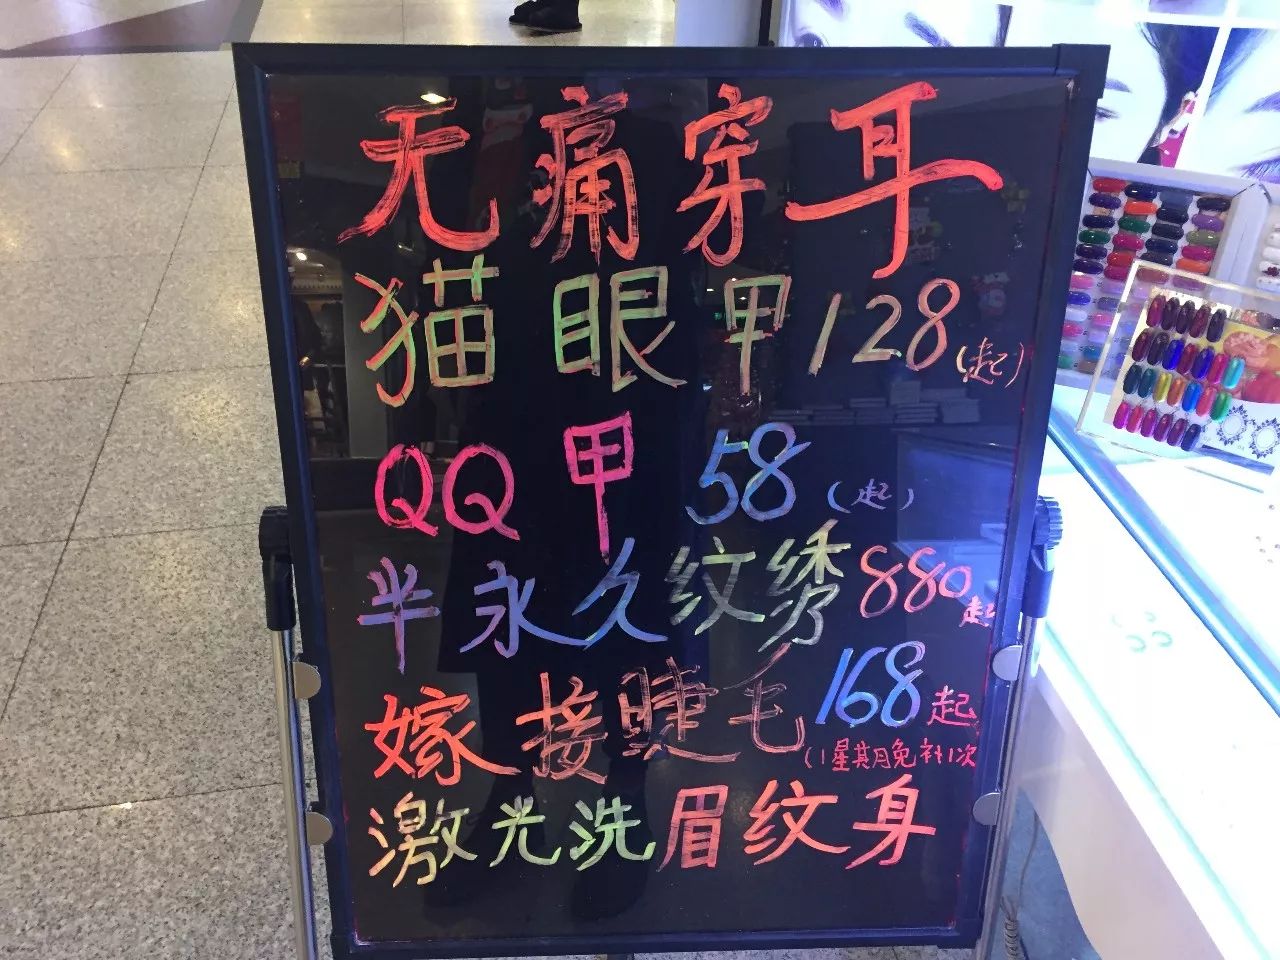 无痛穿耳
猫眼甲128(起)
QQ甲58(起)
半永久纹绣880起
嫁接睫毛168起
(1星其月免补1次
激光洗眉纹身